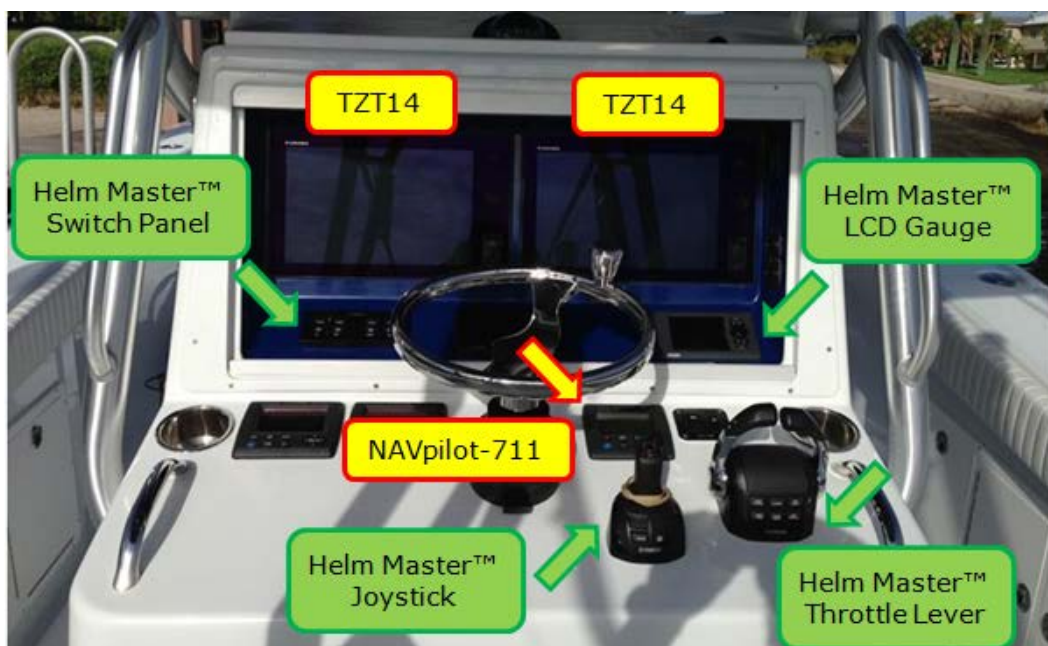 TZT14
TZT14
Helm Master™
Switch Panel
Helm Master™
LCD Gauge
NAVpilot-711
Helm Master™
Joystick
Helm Master™
Throttle Lever